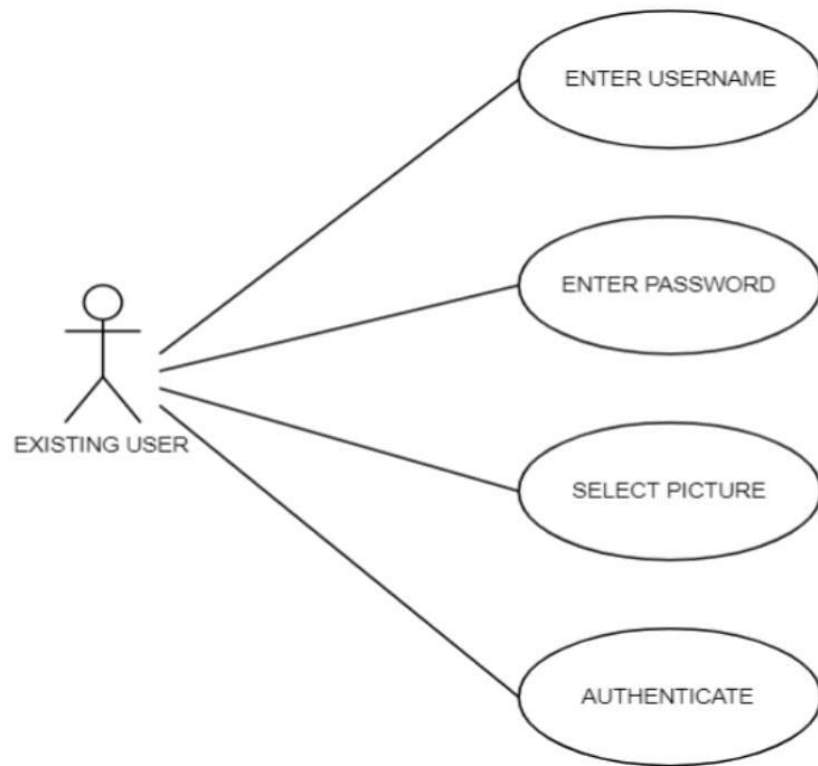 ENTER USERNAME
ENTER PASSWORD
EXISTING USER
SELECT PICTURE
AUTHENTICATE